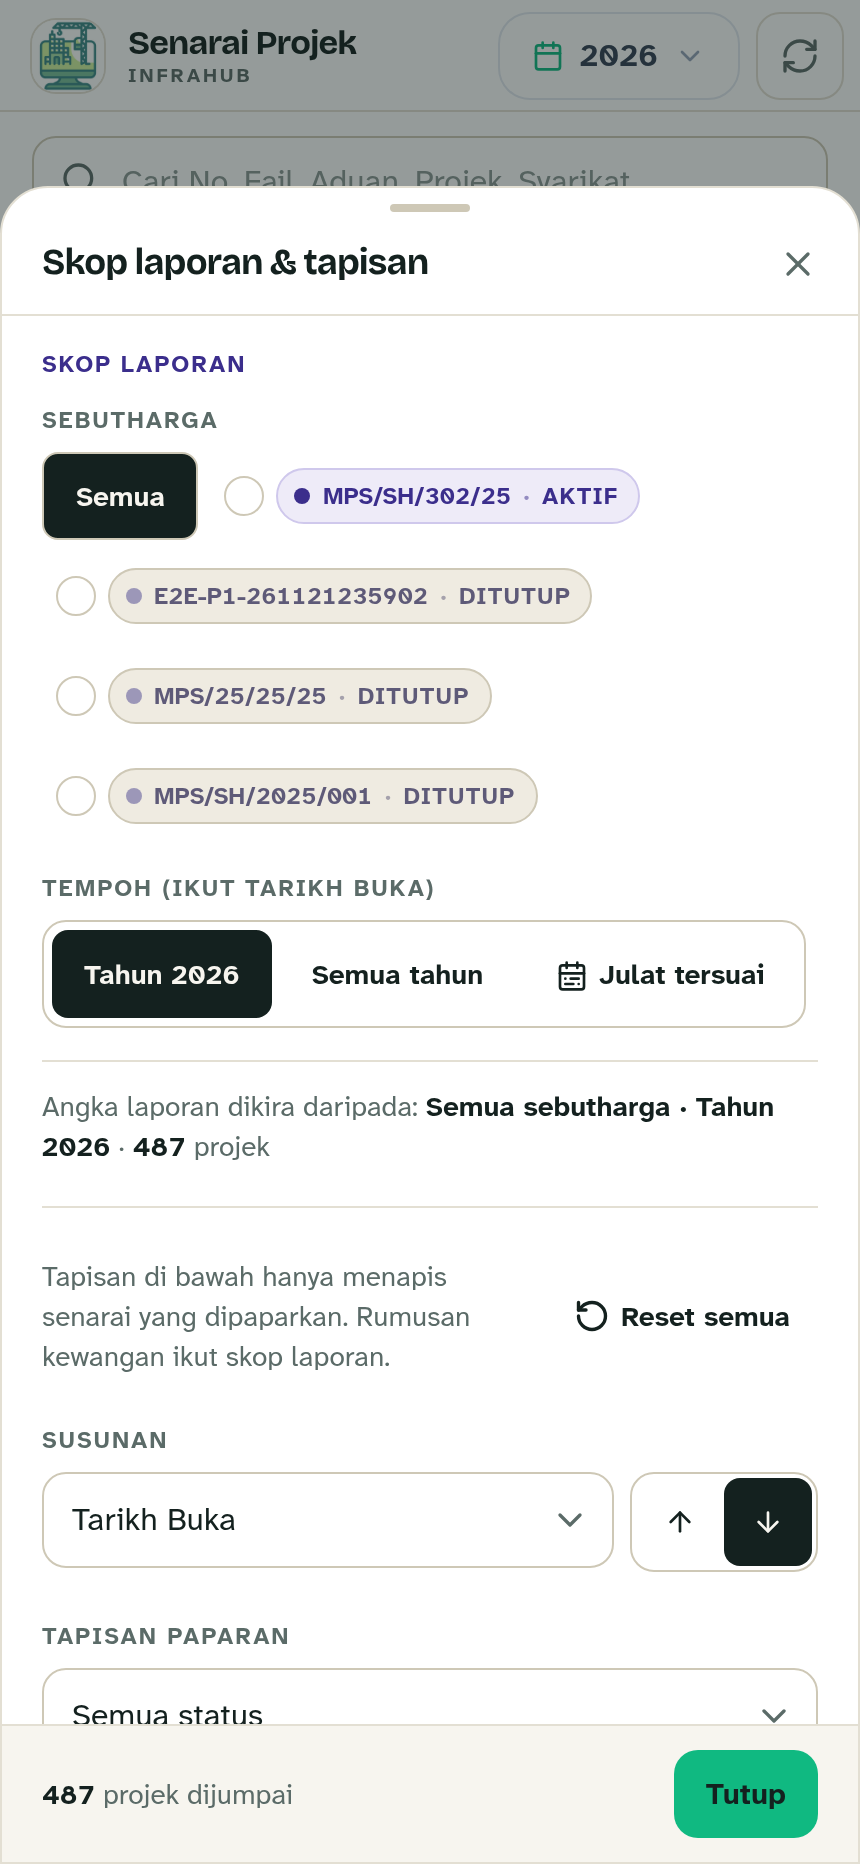 Senarai Projek
INFRAHUB
2026
Cari No. Fail, Aduan, Projek, Syarikat
Skop laporan & tapisan
SKOP LAPORAN
SEBUTHARGA
Semua
MPS/SH/302/25 · AKTIF
E2E-P1-261121235902 · DITUTUP
MPS/25/25/25 · DITUTUP
MPS/SH/2025/001 · DITUTUP
TEMPOH (IKUT TARIKH BUKA)
Tahun 2026 Semua tahun Julat tersuai
Angka laporan dikira daripada: Semua sebutharga · Tahun
2026 · 487 projek
Tapisan di bawah hanya menapis
senarai yang dipaparkan. Rumusan
kewangan ikut skop laporan.
Reset semua
SUSUNAN
Tarikh Buka
TAPISAN PAPARAN
Semua status
487 projek dijumpai
Tutup